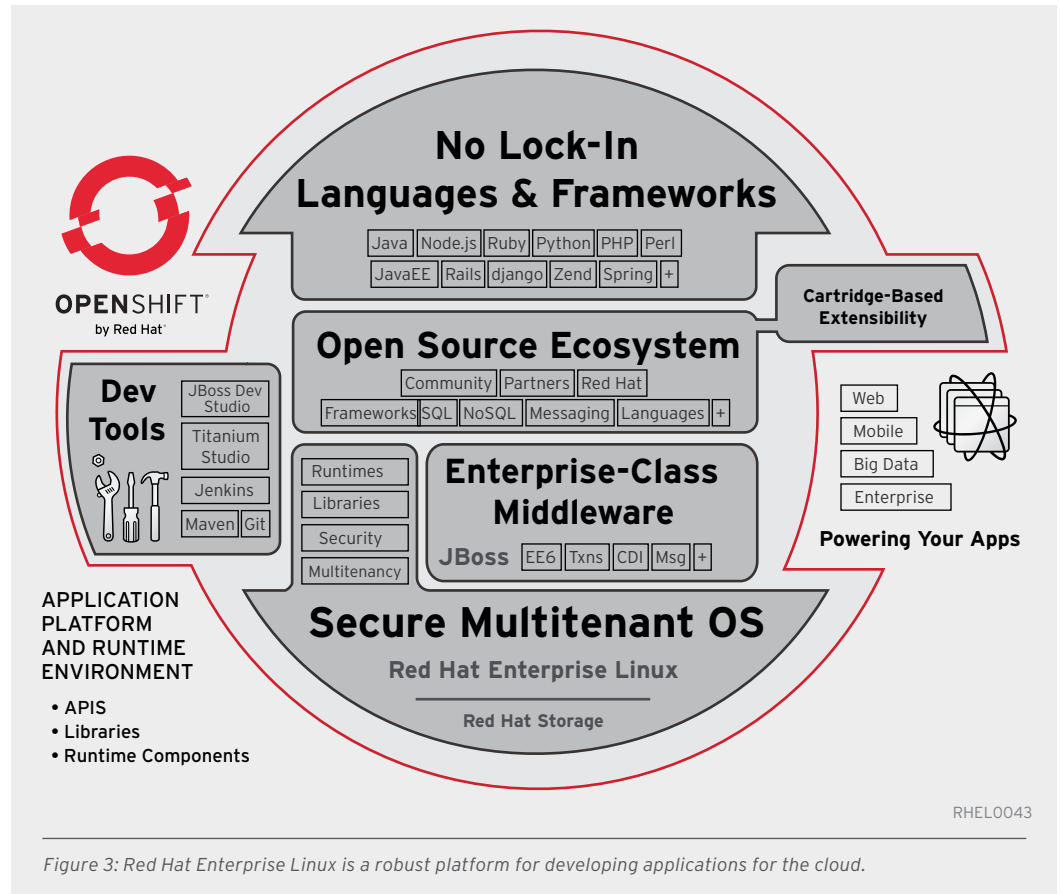 No Lock-In
Languages & Frameworks
Java Node.js Ruby Python PHP Perl
JavaEE Rails django Zend Spring +
OPENSHIFT®
by Red Hat®
Cartridge-Based
Extensibility
Open Source Ecosystem
Community Partners Red Hat
Frameworks SQL NoSQL Messaging Languages +
Dev
Tools
JBoss Dev
Studio
Titanium
Studio
Jenkins
Maven Git
Runtimes
Libraries
Security
Multitenancy
Enterprise-Class
Middleware
JBoss EE6 Txns CDI Msg +
Web
Mobile
Big Data
Enterprise
Powering Your Apps
Secure Multitenant OS
Red Hat Enterprise Linux
Red Hat Storage
APPLICATION
PLATFORM
AND RUNTIME
ENVIRONMENT
• APIS
• Libraries
• Runtime Components
RHEL0043
Figure 3: Red Hat Enterprise Linux is a robust platform for developing applications for the cloud.